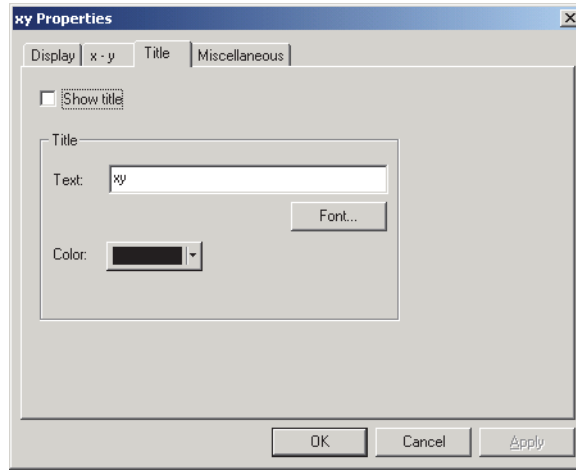 xy Properties
Display x - y Title Miscellaneous
Show title
Title
Text: xy
Font...
Color:
OK Cancel Apply